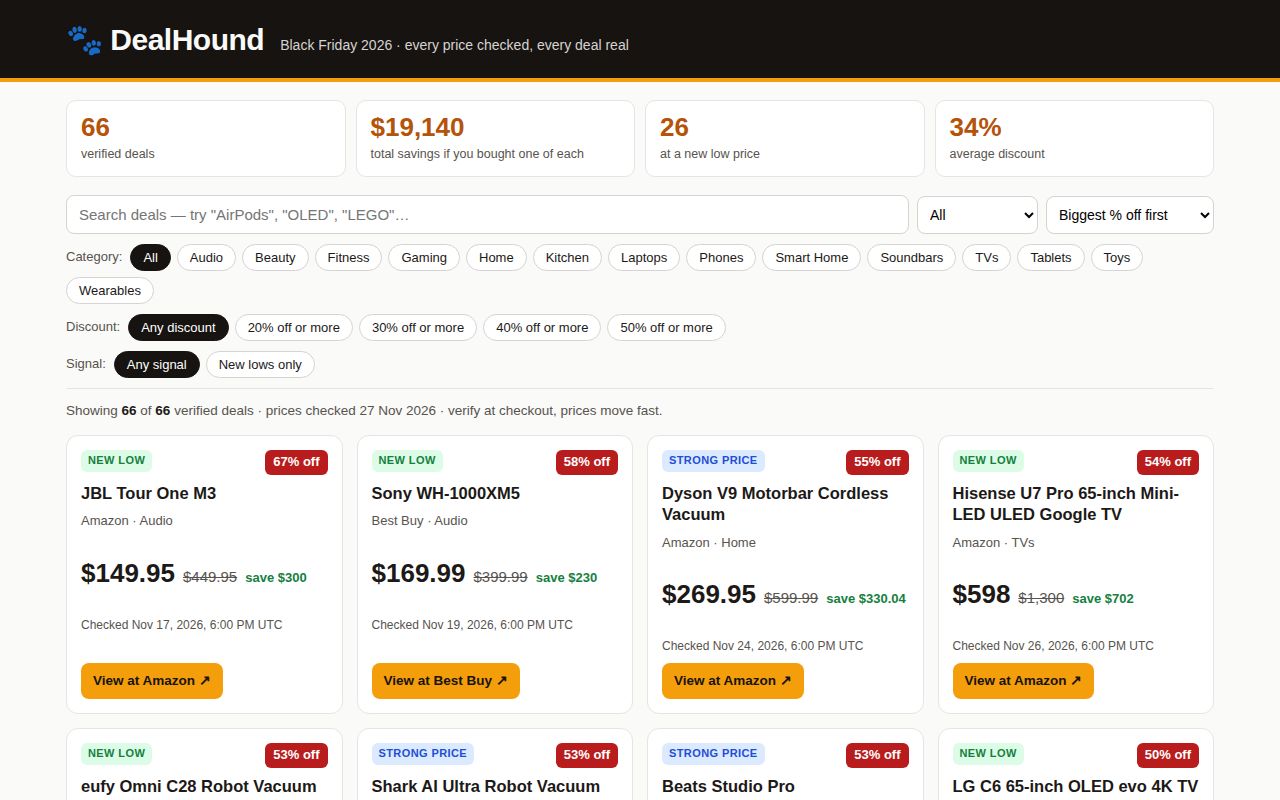 🐾 DealHound Black Friday 2026 · every price checked, every deal real
66 $19,140 26 34%
verified deals total savings if you bought one of each at a new low price average discount
Search deals — try "AirPods", "OLED", "LEGO"… All Biggest % off first
Category: All Audio Beauty Fitness Gaming Home Kitchen Laptops Phones Smart Home Soundbars TVs Tablets Toys
Wearables
Discount: Any discount 20% off or more 30% off or more 40% off or more 50% off or more
Signal: Any signal New lows only
Showing 66 of 66 verified deals · prices checked 27 Nov 2026 · verify at checkout, prices move fast.
NEW LOW 67% off
JBL Tour One M3
Amazon · Audio
$149.95 $449.95 save $300
Checked Nov 17, 2026, 6:00 PM UTC
View at Amazon ↗
NEW LOW 58% off
Sony WH-1000XM5
Best Buy · Audio
$169.99 $399.99 save $230
Checked Nov 19, 2026, 6:00 PM UTC
View at Best Buy ↗
STRONG PRICE 55% off
Dyson V9 Motorbar Cordless
Vacuum
Amazon · Home
$269.95 $599.99 save $330.04
Checked Nov 24, 2026, 6:00 PM UTC
View at Amazon ↗
NEW LOW 54% off
Hisense U7 Pro 65-inch Mini-
LED ULED Google TV
Amazon · TVs
$598 $1,300 save $702
Checked Nov 26, 2026, 6:00 PM UTC
View at Amazon ↗
NEW LOW 53% off
eufy Omni C28 Robot Vacuum
STRONG PRICE 53% off
Shark AI Ultra Robot Vacuum
STRONG PRICE 53% off
Beats Studio Pro
NEW LOW 50% off
LG C6 65-inch OLED evo 4K TV